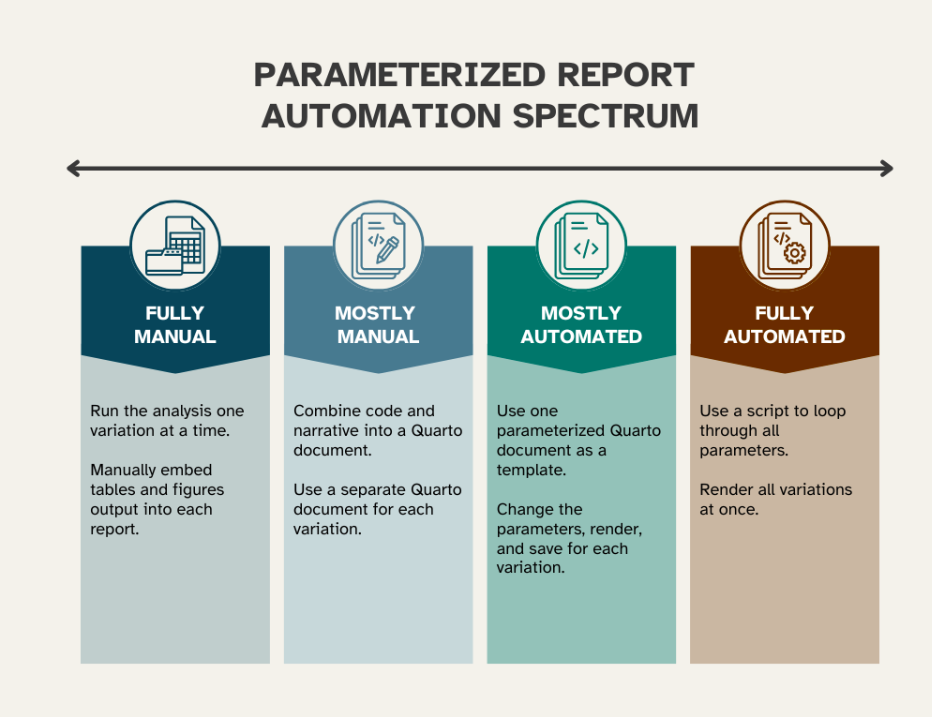 PARAMETERIZED REPORT
AUTOMATION SPECTRUM
FULLY
MANUAL
Run the analysis one
variation at a time.
Manually embed
tables and figures
output into each
report.
MOSTLY
MANUAL
Combine code and
narrative into a Quarto
document.
Use a separate Quarto
document for each
variation.
MOSTLY
AUTOMATED
Use one
parameterized Quarto
document as a
template.
Change the
parameters, render,
and save for each
variation.
FULLY
AUTOMATED
Use a script to loop
through all
parameters.
Render all variations
at once.